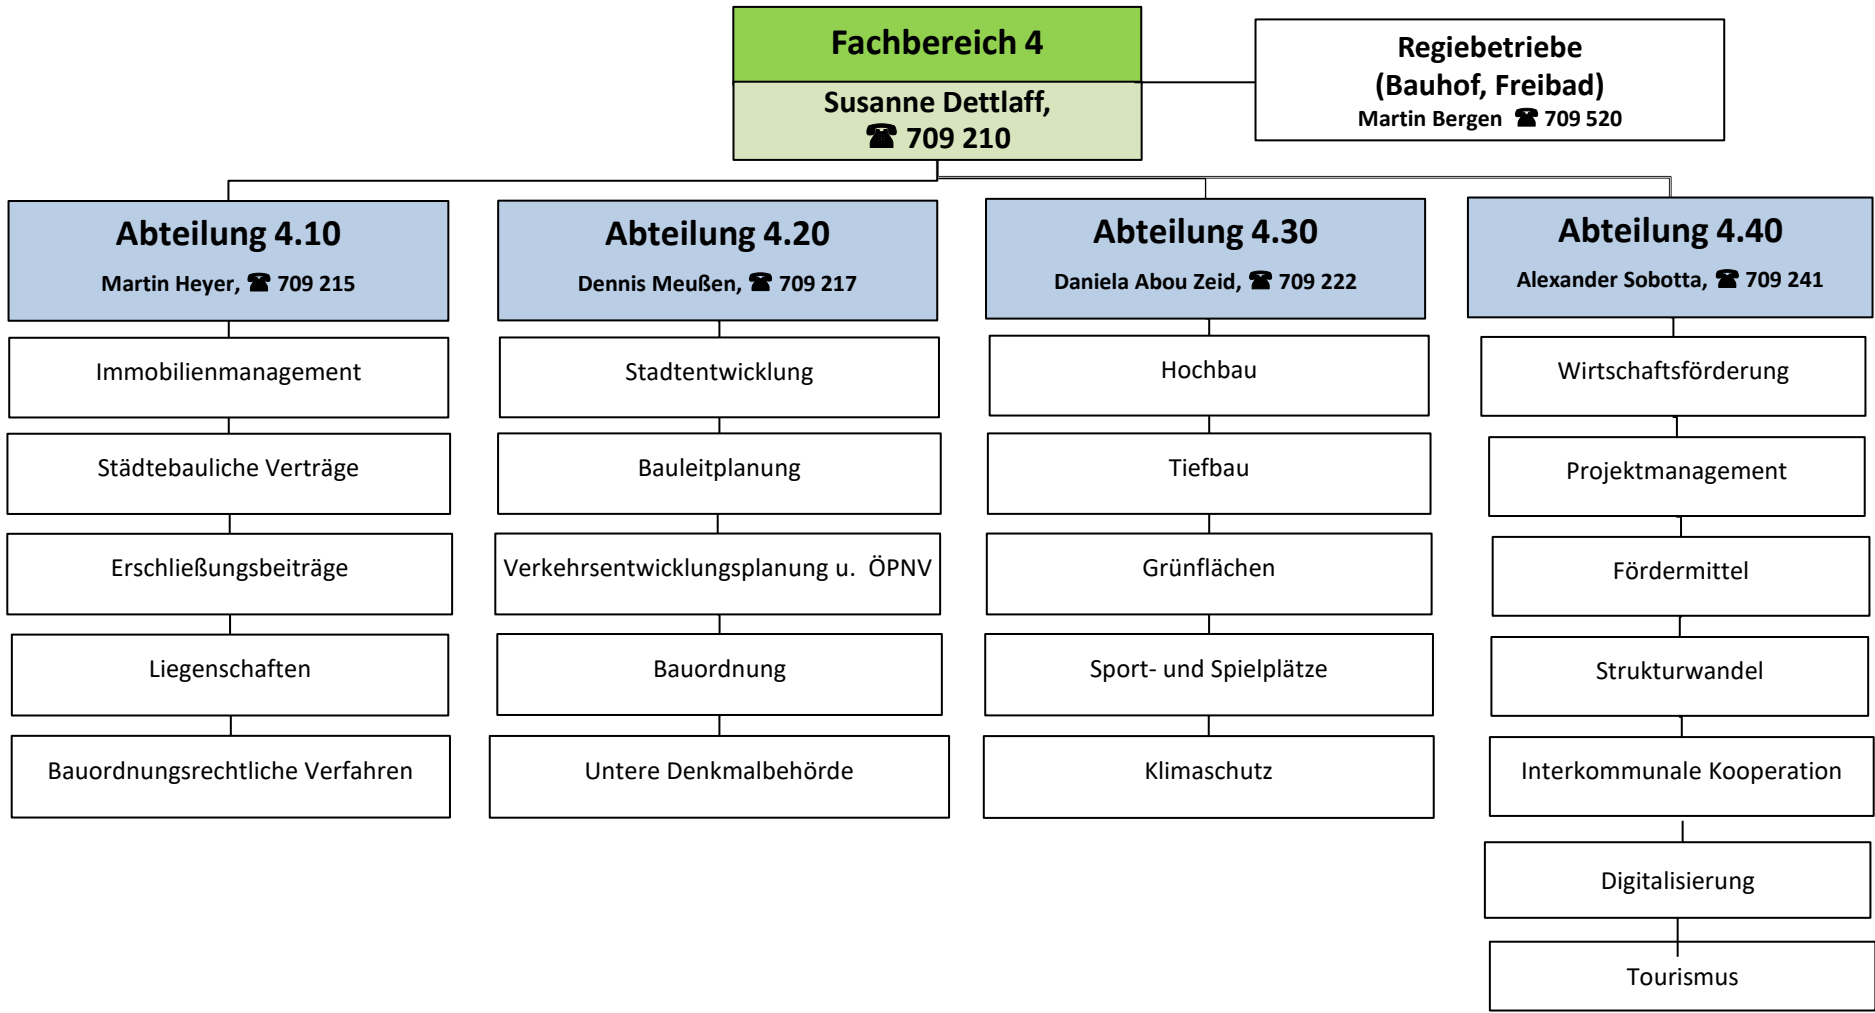 Fachbereich 4
Susanne Dettlaff,
☎ 709 210
Regiebetriebe
(Bauhof, Freibad)
Martin Bergen ☎ 709 520
Abteilung 4.10
Martin Heyer, ☎ 709 215
Immobilienmanagement
Städtebauliche Verträge
Erschließungsbeiträge
Liegenschaften
Bauordnungsrechtliche Verfahren
Abteilung 4.20
Dennis Meußen, ☎ 709 217
Stadtentwicklung
Bauleitplanung
Verkehrsentwicklungsplanung u. ÖPNV
Bauordnung
Untere Denkmalbehörde
Abteilung 4.30
Daniela Abou Zeid, ☎ 709 222
Hochbau
Tiefbau
Grünflächen
Sport- und Spielplätze
Klimaschutz
Abteilung 4.40
Alexander Sobotta, ☎ 709 241
Wirtschaftsförderung
Projektmanagement
Fördermittel
Strukturwandel
Interkommunale Kooperation
Digitalisierung
Tourismus